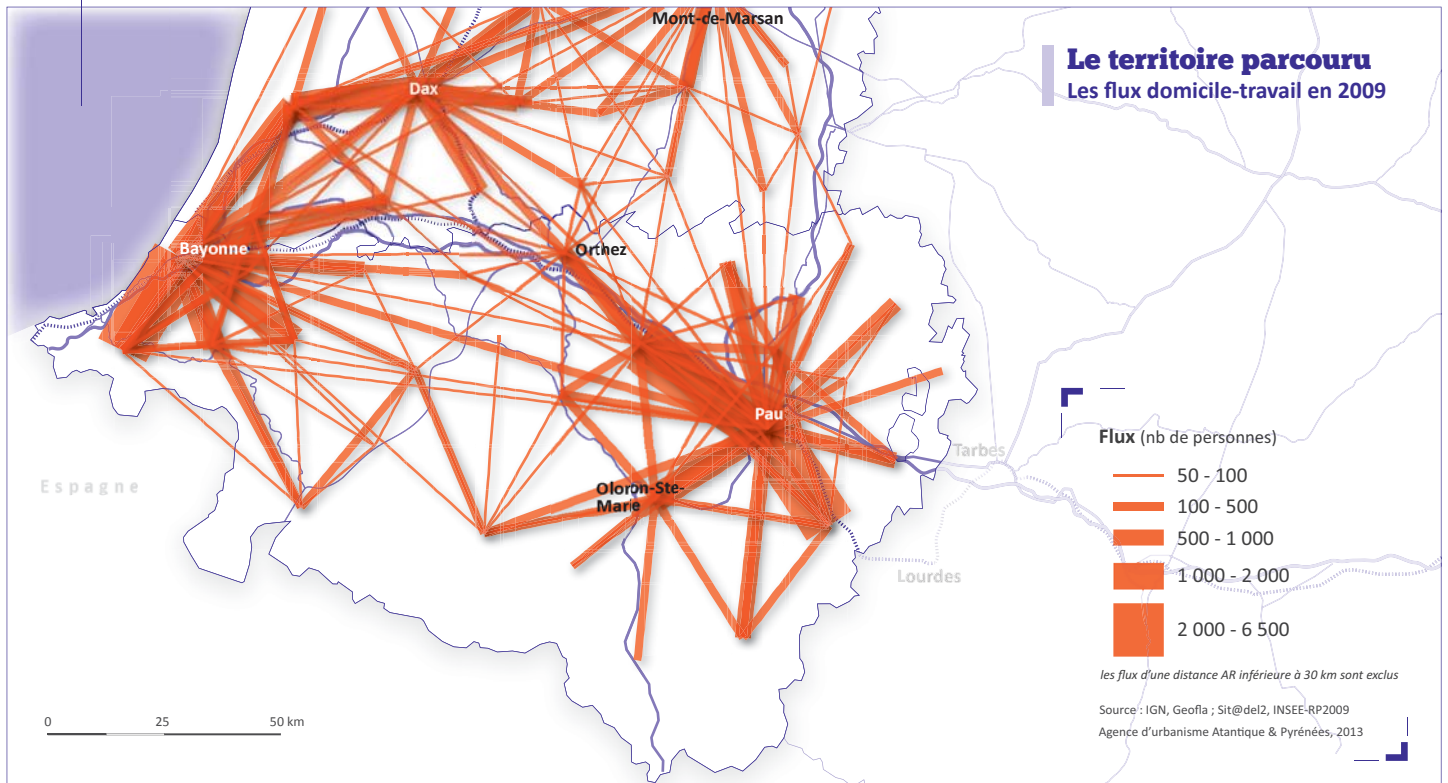 Mont-de-Marsan
Le territoire parcouru
Les flux domicile-travail en 2009
Dax
Bayonne
Orthez
Pau
Flux (nb de personnes)
Tarbes
50 - 100
Espagne
Oloron-Ste-
Marie
100 - 500
500 - 1 000
Lourdes
1 000 - 2 000
2 000 - 6 500
les flux d'une distance AR inférieure à 30 km sont exclus
Source : IGN, Geofla ; Sit@del2, INSEE-RP2009
Agence d'urbanisme Atantique & Pyrénées, 2013
0 25 50 km